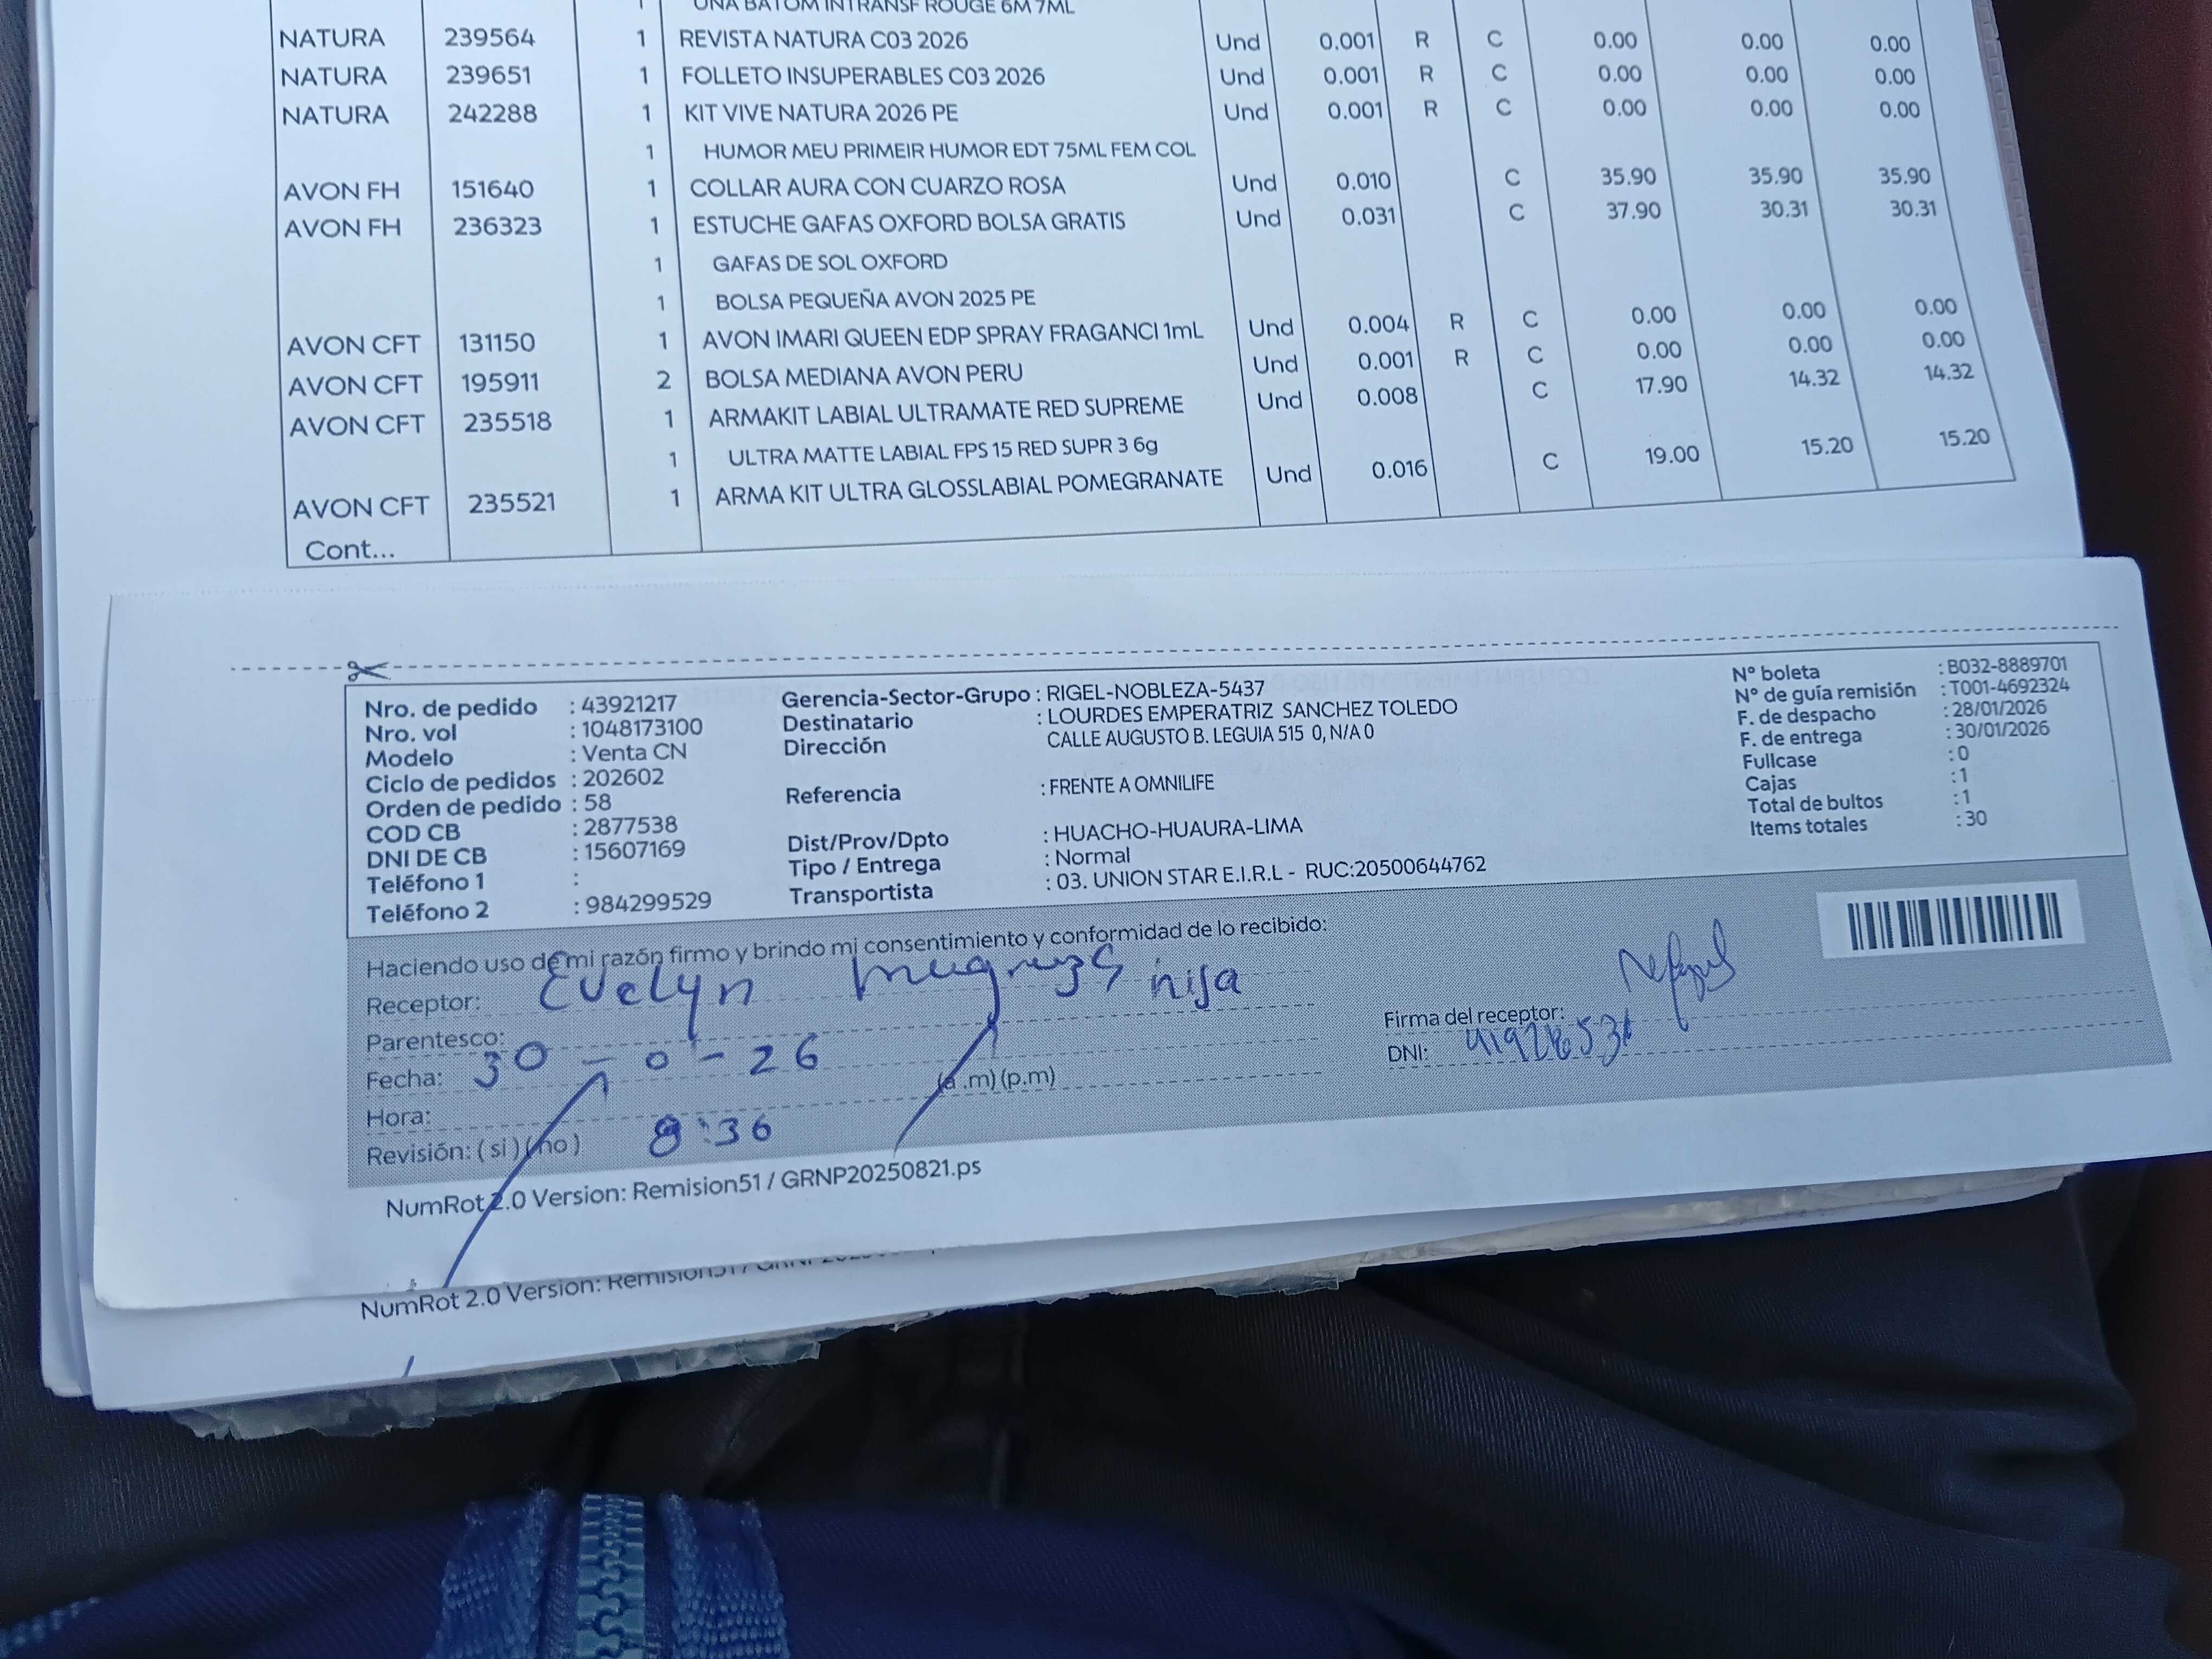 UNA BATOM INTRANSF ROUGE 6M 7ML
NATURA 239564 1 REVISTA NATURA C03 2026 Und 0.001 R C 0.00 0.00 0.00
NATURA 239651 1 FOLLETO INSUPERABLES C03 2026 Und 0.001 R C 0.00 0.00 0.00
NATURA 242288 1 KIT VIVE NATURA 2026 PE Und 0.001 R C 0.00 0.00 0.00
1 HUMOR MEU PRIMEIR HUMOR EDT 75ML FEM COL
AVON FH 151640 1 COLLAR AURA CON CUARZO ROSA Und 0.010 C 35.90 35.90 35.90
AVON FH 236323 1 ESTUCHE GAFAS OXFORD BOLSA GRATIS Und 0.031 C 37.90 30.31 30.31
1 GAFAS DE SOL OXFORD
1 BOLSA PEQUEÑA AVON 2025 PE
AVON CFT 131150 1 AVON IMARI QUEEN EDP SPRAY FRAGANCI 1mL Und 0.004 R C 0.00 0.00 0.00
AVON CFT 195911 2 BOLSA MEDIANA AVON PERU Und 0.001 R C 0.00 0.00 0.00
AVON CFT 235518 1 ARMAKIT LABIAL ULTRAMATE RED SUPREME Und 0.008 C 17.90 14.32 14.32
1 ULTRA MATTE LABIAL FPS 15 RED SUPR 3 6g
AVON CFT 235521 1 ARMA KIT ULTRA GLOSSLABIAL POMEGRANATE Und 0.016 C 19.00 15.20 15.20
Cont...
Nro. de pedido : 43921217
Nro. vol : 1048173100
Modelo : Venta CN
Ciclo de pedidos : 202602
Orden de pedido : 58
COD CB : 2877538
DNI DE CB : 15607169
Teléfono 1 :
Teléfono 2 : 984299529
Gerencia-Sector-Grupo : RIGEL-NOBLEZA-5437
Destinatario : LOURDES EMPERATRIZ SANCHEZ TOLEDO
Dirección CALLE AUGUSTO B. LEGUIA 515 0, N/A 0
Referencia : FRENTE A OMNILIFE
Dist/Prov/Dpto : HUACHO-HUAURA-LIMA
Tipo / Entrega : Normal
Transportista : 03. UNION STAR E.I.R.L - RUC:20500644762
N° boleta : B032-8889701
N° de guía remisión : T001-4692324
F. de despacho : 28/01/2026
F. de entrega : 30/01/2026
Fullcase : 0
Cajas : 1
Total de bultos : 1
Items totales : 30
Haciendo uso de mi razón firmo y brindo mi consentimiento y conformidad de lo recibido:
Receptor: Evelyn
Parentesco:
Fecha: 30 - 0 - 26
Hora: (a .m) (p.m)
Revisión: ( si ) ( no ) 8:36
Firma del receptor:
DNI:
NumRot 2.0 Version: Remision51 / GRNP20250821.ps
NumRot 2.0 Version: Remision51 /